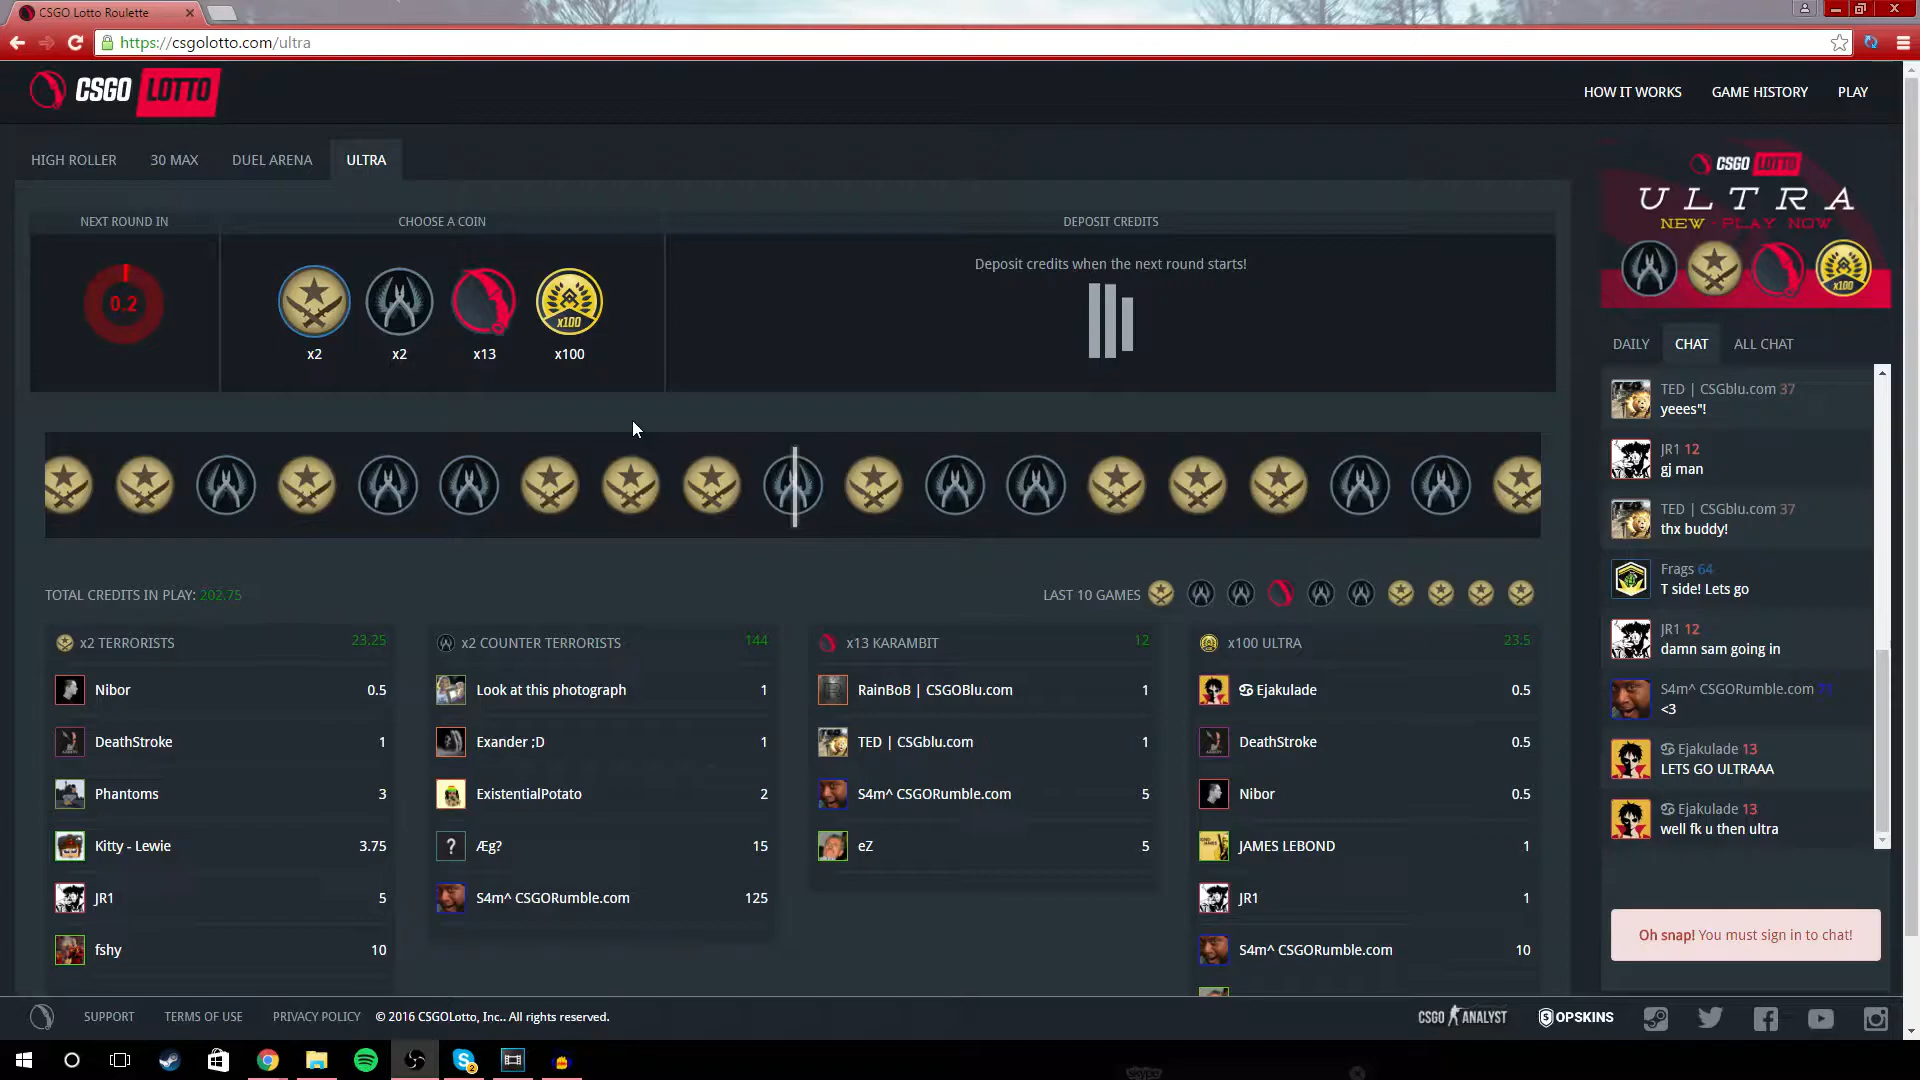 CSGO Lotto Roulette
https://csgolotto.com/ultra
CSGO LOTTO
HOW IT WORKS
GAME HISTORY
PLAY
HIGH ROLLER
30 MAX
DUEL ARENA
ULTRA
NEXT ROUND IN
CHOOSE A COIN
DEPOSIT CREDITS
0.2
x100
x2
x2
x13
x100
Deposit credits when the next round starts!
CSGO LOTTO
ULTRA
NEW - PLAY NOW
x100
DAILY
CHAT
ALL CHAT
TED | CSGblu.com 37
yeees"!
JR1 12
gj man
TED | CSGblu.com 37
thx buddy!
Frags 64
T side! Lets go
JR1 12
damn sam going in
S4m^ CSGORumble.com
<3
♋ Ejakulade 13
LETS GO ULTRAAA
♋ Ejakulade 13
well fk u then ultra
Oh snap! You must sign in to chat!
TOTAL CREDITS IN PLAY: 202.75
LAST 10 GAMES
x2 TERRORISTS 23.25
Nibor 0.5
DeathStroke 1
Phantoms 3
Kitty - Lewie 3.75
JR1 5
fshy 10
x2 COUNTER TERRORISTS 144
Look at this photograph 1
Exander ;D 1
ExistentialPotato 2
Æg? 15
S4m^ CSGORumble.com 125
x13 KARAMBIT 12
RainBoB | CSGOBlu.com 1
TED | CSGblu.com 1
S4m^ CSGORumble.com 5
eZ 5
x100 ULTRA 23.5
♋ Ejakulade 0.5
DeathStroke 0.5
Nibor 0.5
JAMES LEBOND 1
JR1 1
S4m^ CSGORumble.com 10
SUPPORT
TERMS OF USE
PRIVACY POLICY
© 2016 CSGOLotto, Inc.. All rights reserved.
CSGO ANALYST
OPSKINS
2
skype